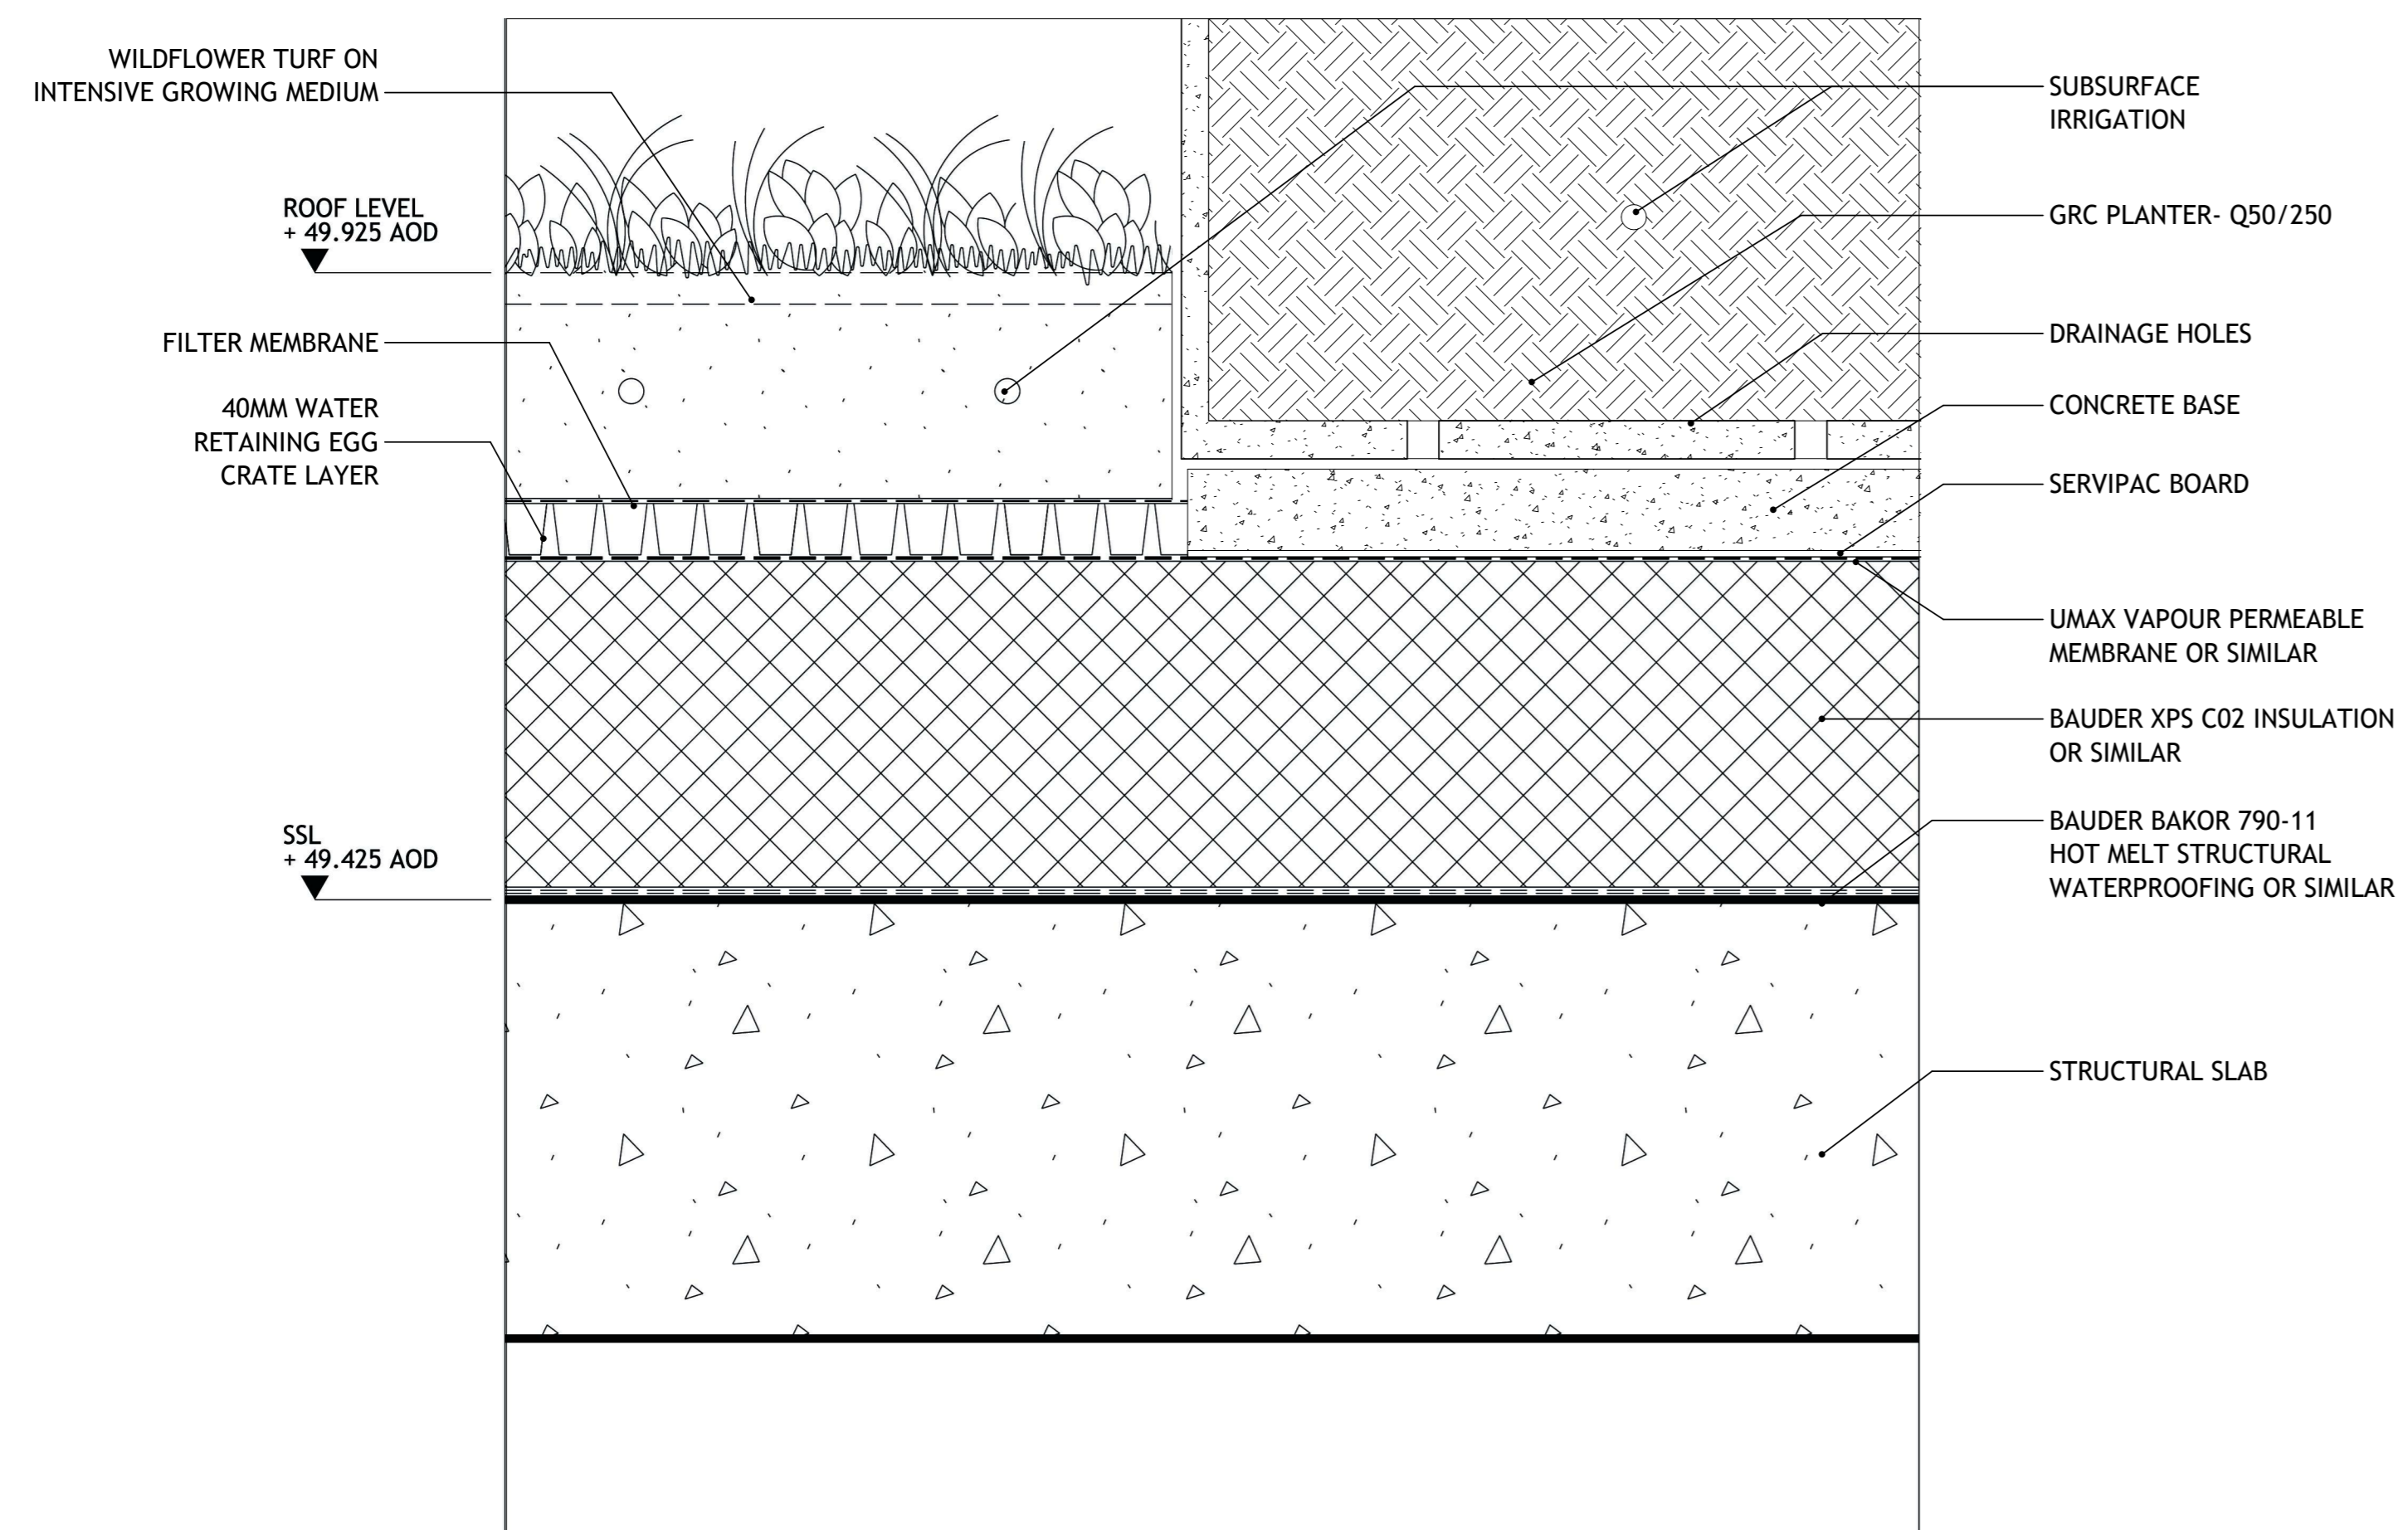 WILDFLOWER TURF ON
INTENSIVE GROWING MEDIUM
ROOF LEVEL
+ 49.925 AOD
FILTER MEMBRANE
40MM WATER
RETAINING EGG
CRATE LAYER
SSL
+ 49.425 AOD
SUBSURFACE
IRRIGATION
GRC PLANTER- Q50/250
DRAINAGE HOLES
CONCRETE BASE
SERVIPAC BOARD
UMAX VAPOUR PERMEABLE
MEMBRANE OR SIMILAR
BAUDER XPS C02 INSULATION
OR SIMILAR
BAUDER BAKOR 790-11
HOT MELT STRUCTURAL
WATERPROOFING OR SIMILAR
STRUCTURAL SLAB